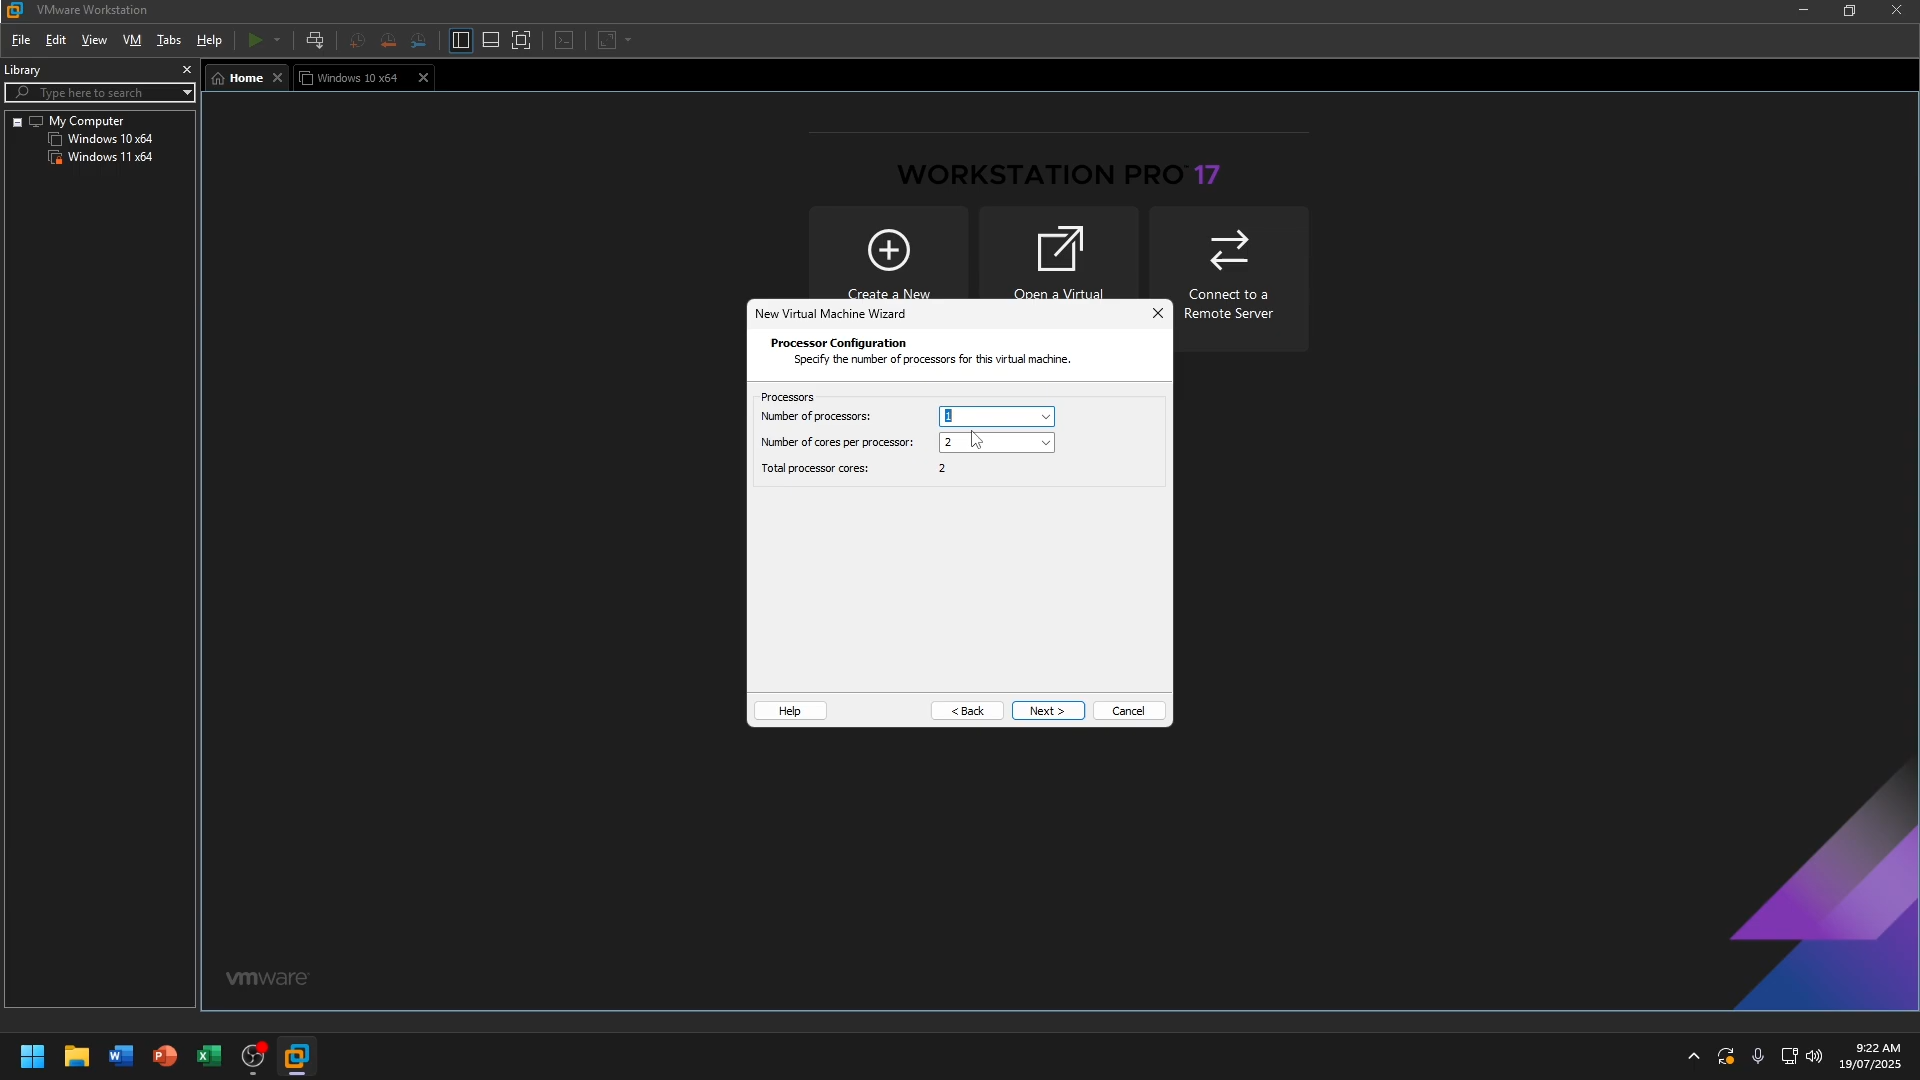 VMware Workstation
File Edit View VM Tabs Help
Library
Home
Windows 10 x64
Type here to search
My Computer
Windows 10 x64
Windows 11 x64
WORKSTATION PRO™ 17
Create a New
Open a Virtual
Connect to a
Remote Server
New Virtual Machine Wizard
Processor Configuration
Specify the number of processors for this virtual machine.
Processors
Number of processors: 1
Number of cores per processor: 2
Total processor cores: 2
Help
< Back
Next >
Cancel
vmware
9:22 AM
19/07/2025